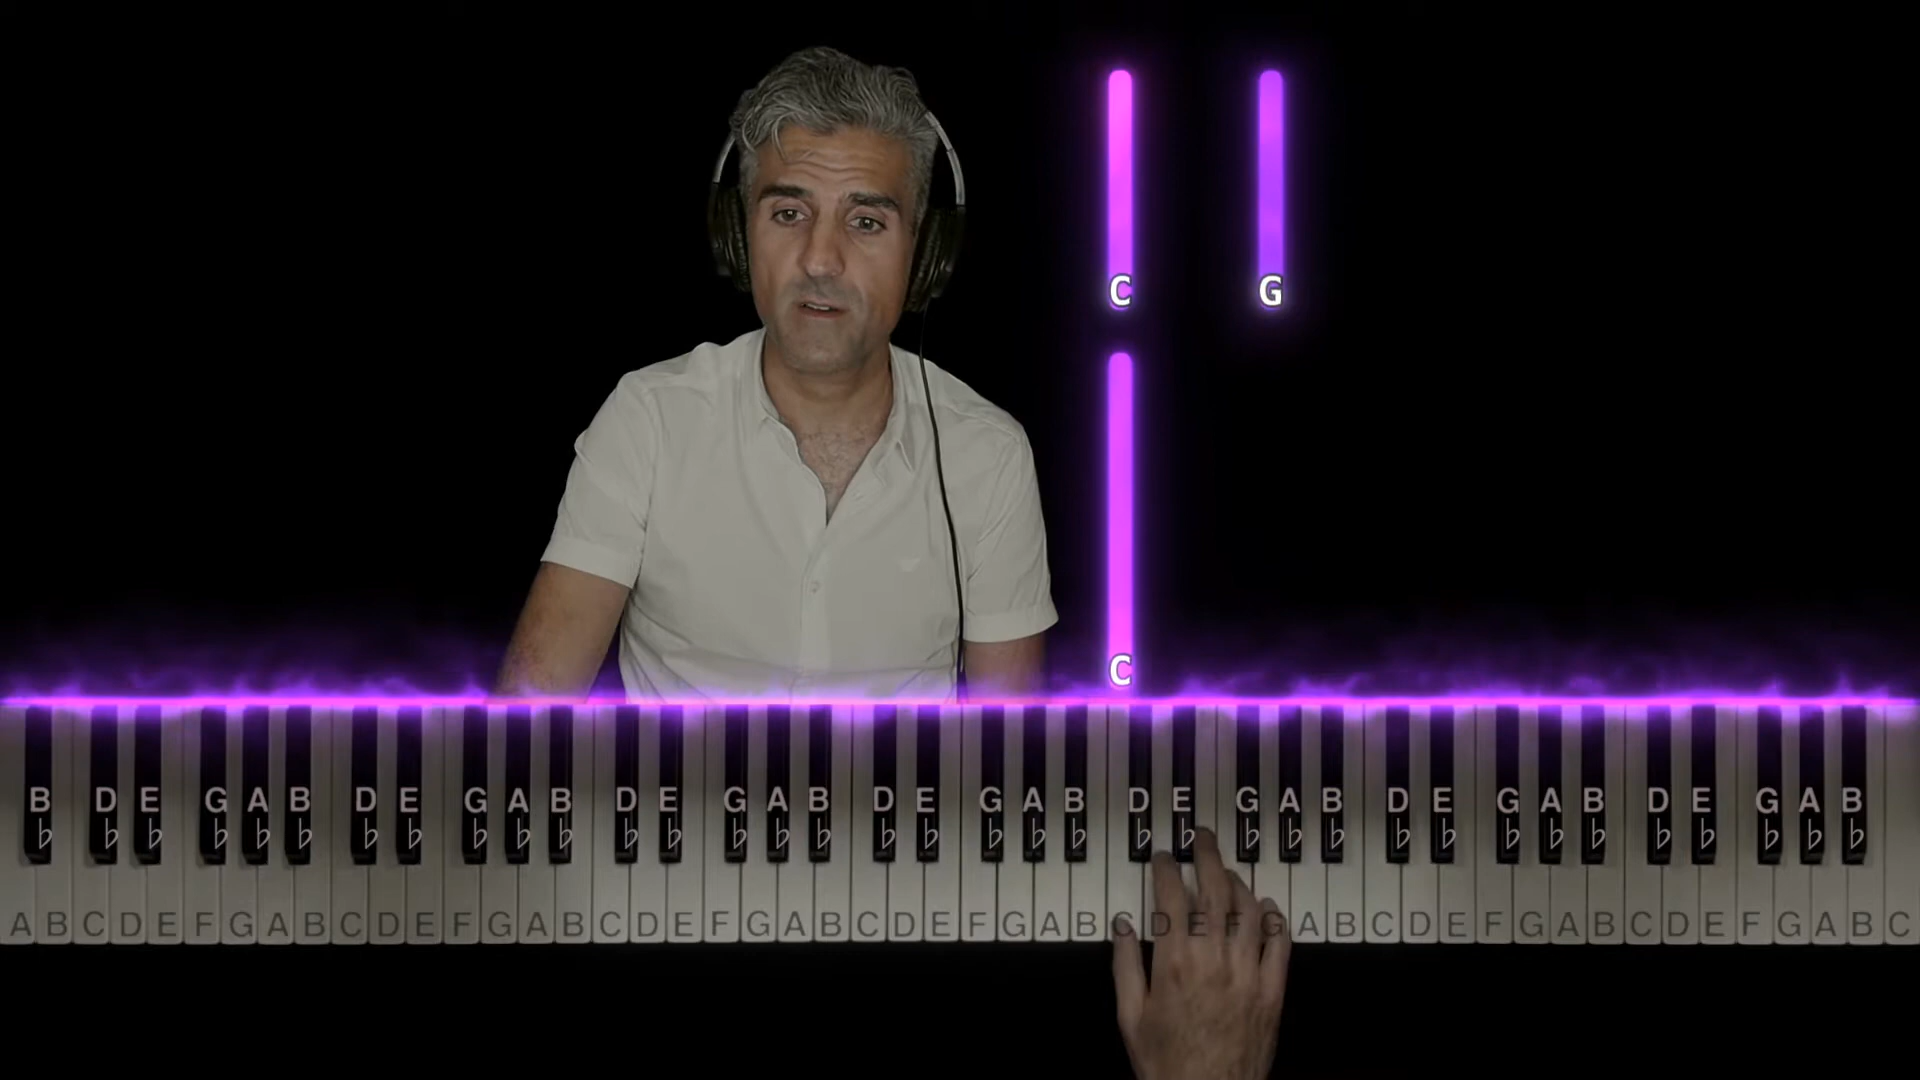 C G
C
B D E G A B D E G A B D E G A B D E G A B D E G A B D E G A B D E G A B
♭ ♭ ♭ ♭ ♭ ♭ ♭ ♭ ♭ ♭ ♭ ♭ ♭ ♭ ♭ ♭ ♭ ♭ ♭ ♭ ♭ ♭ ♭ ♭ ♭ ♭ ♭ ♭ ♭ ♭ ♭ ♭ ♭ ♭ ♭ ♭
A B C D E F G A B C D E F G A B C D E F G A B C D E F G A B C D E F G A B C D E F G A B C D E F G A B C